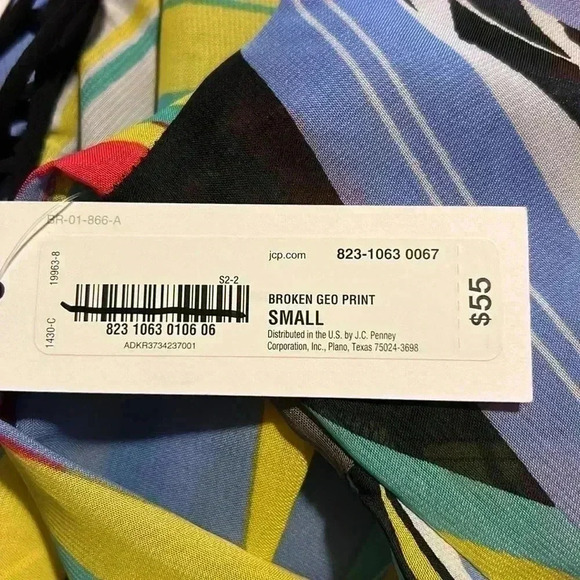 BR-01-866-A
19963-8
1430-C
S2-2
823 1063 0106 06
ADKR3734237001
jcp.com 823-1063 0067
BROKEN GEO PRINT
SMALL
Distributed in the U.S. by J.C. Penney
Corporation, Inc., Plano, Texas 75024-3698
$55